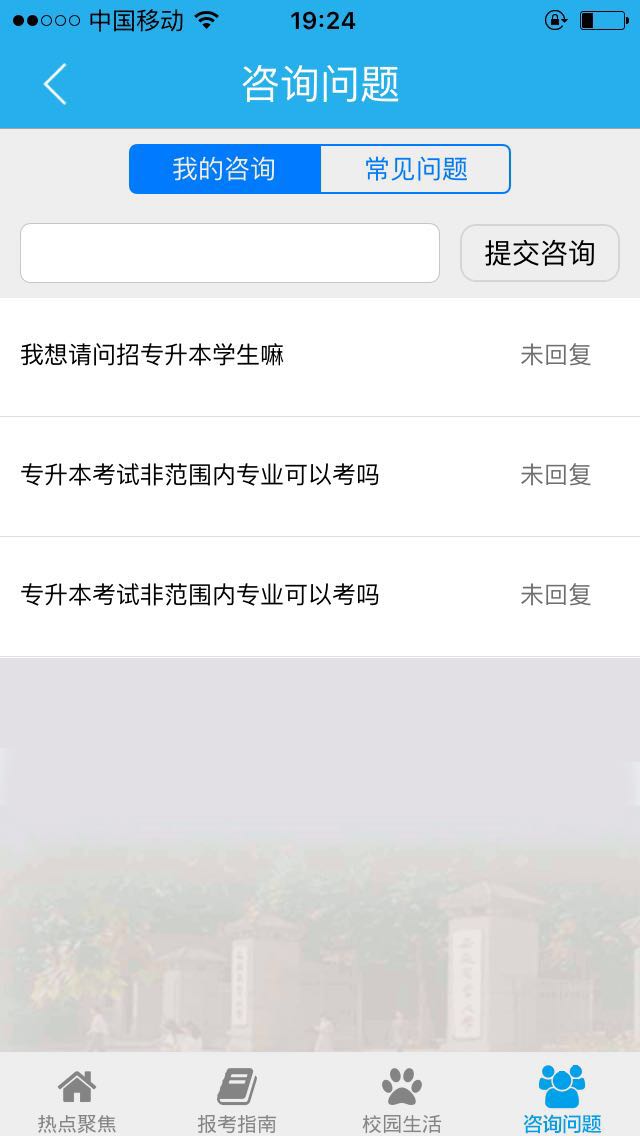 中国移动
19:24
咨询问题
我的咨询
常见问题
提交咨询
我想请问招专升本学生嘛
未回复
专升本考试非范围内专业可以考吗
未回复
专升本考试非范围内专业可以考吗
未回复
热点聚焦
报考指南
校园生活
咨询问题